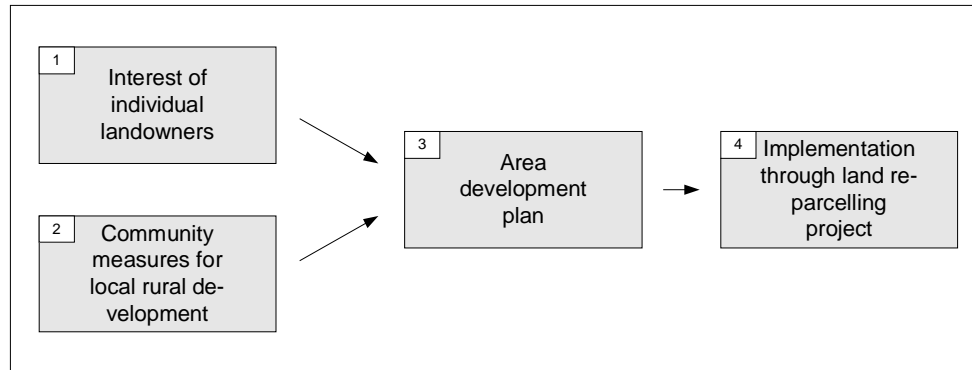 1
Interest of
individual
landowners
2
Community
measures for
local rural de-
velopment
3
Area
development
plan
4
Implementation
through land re-
parcelling
project